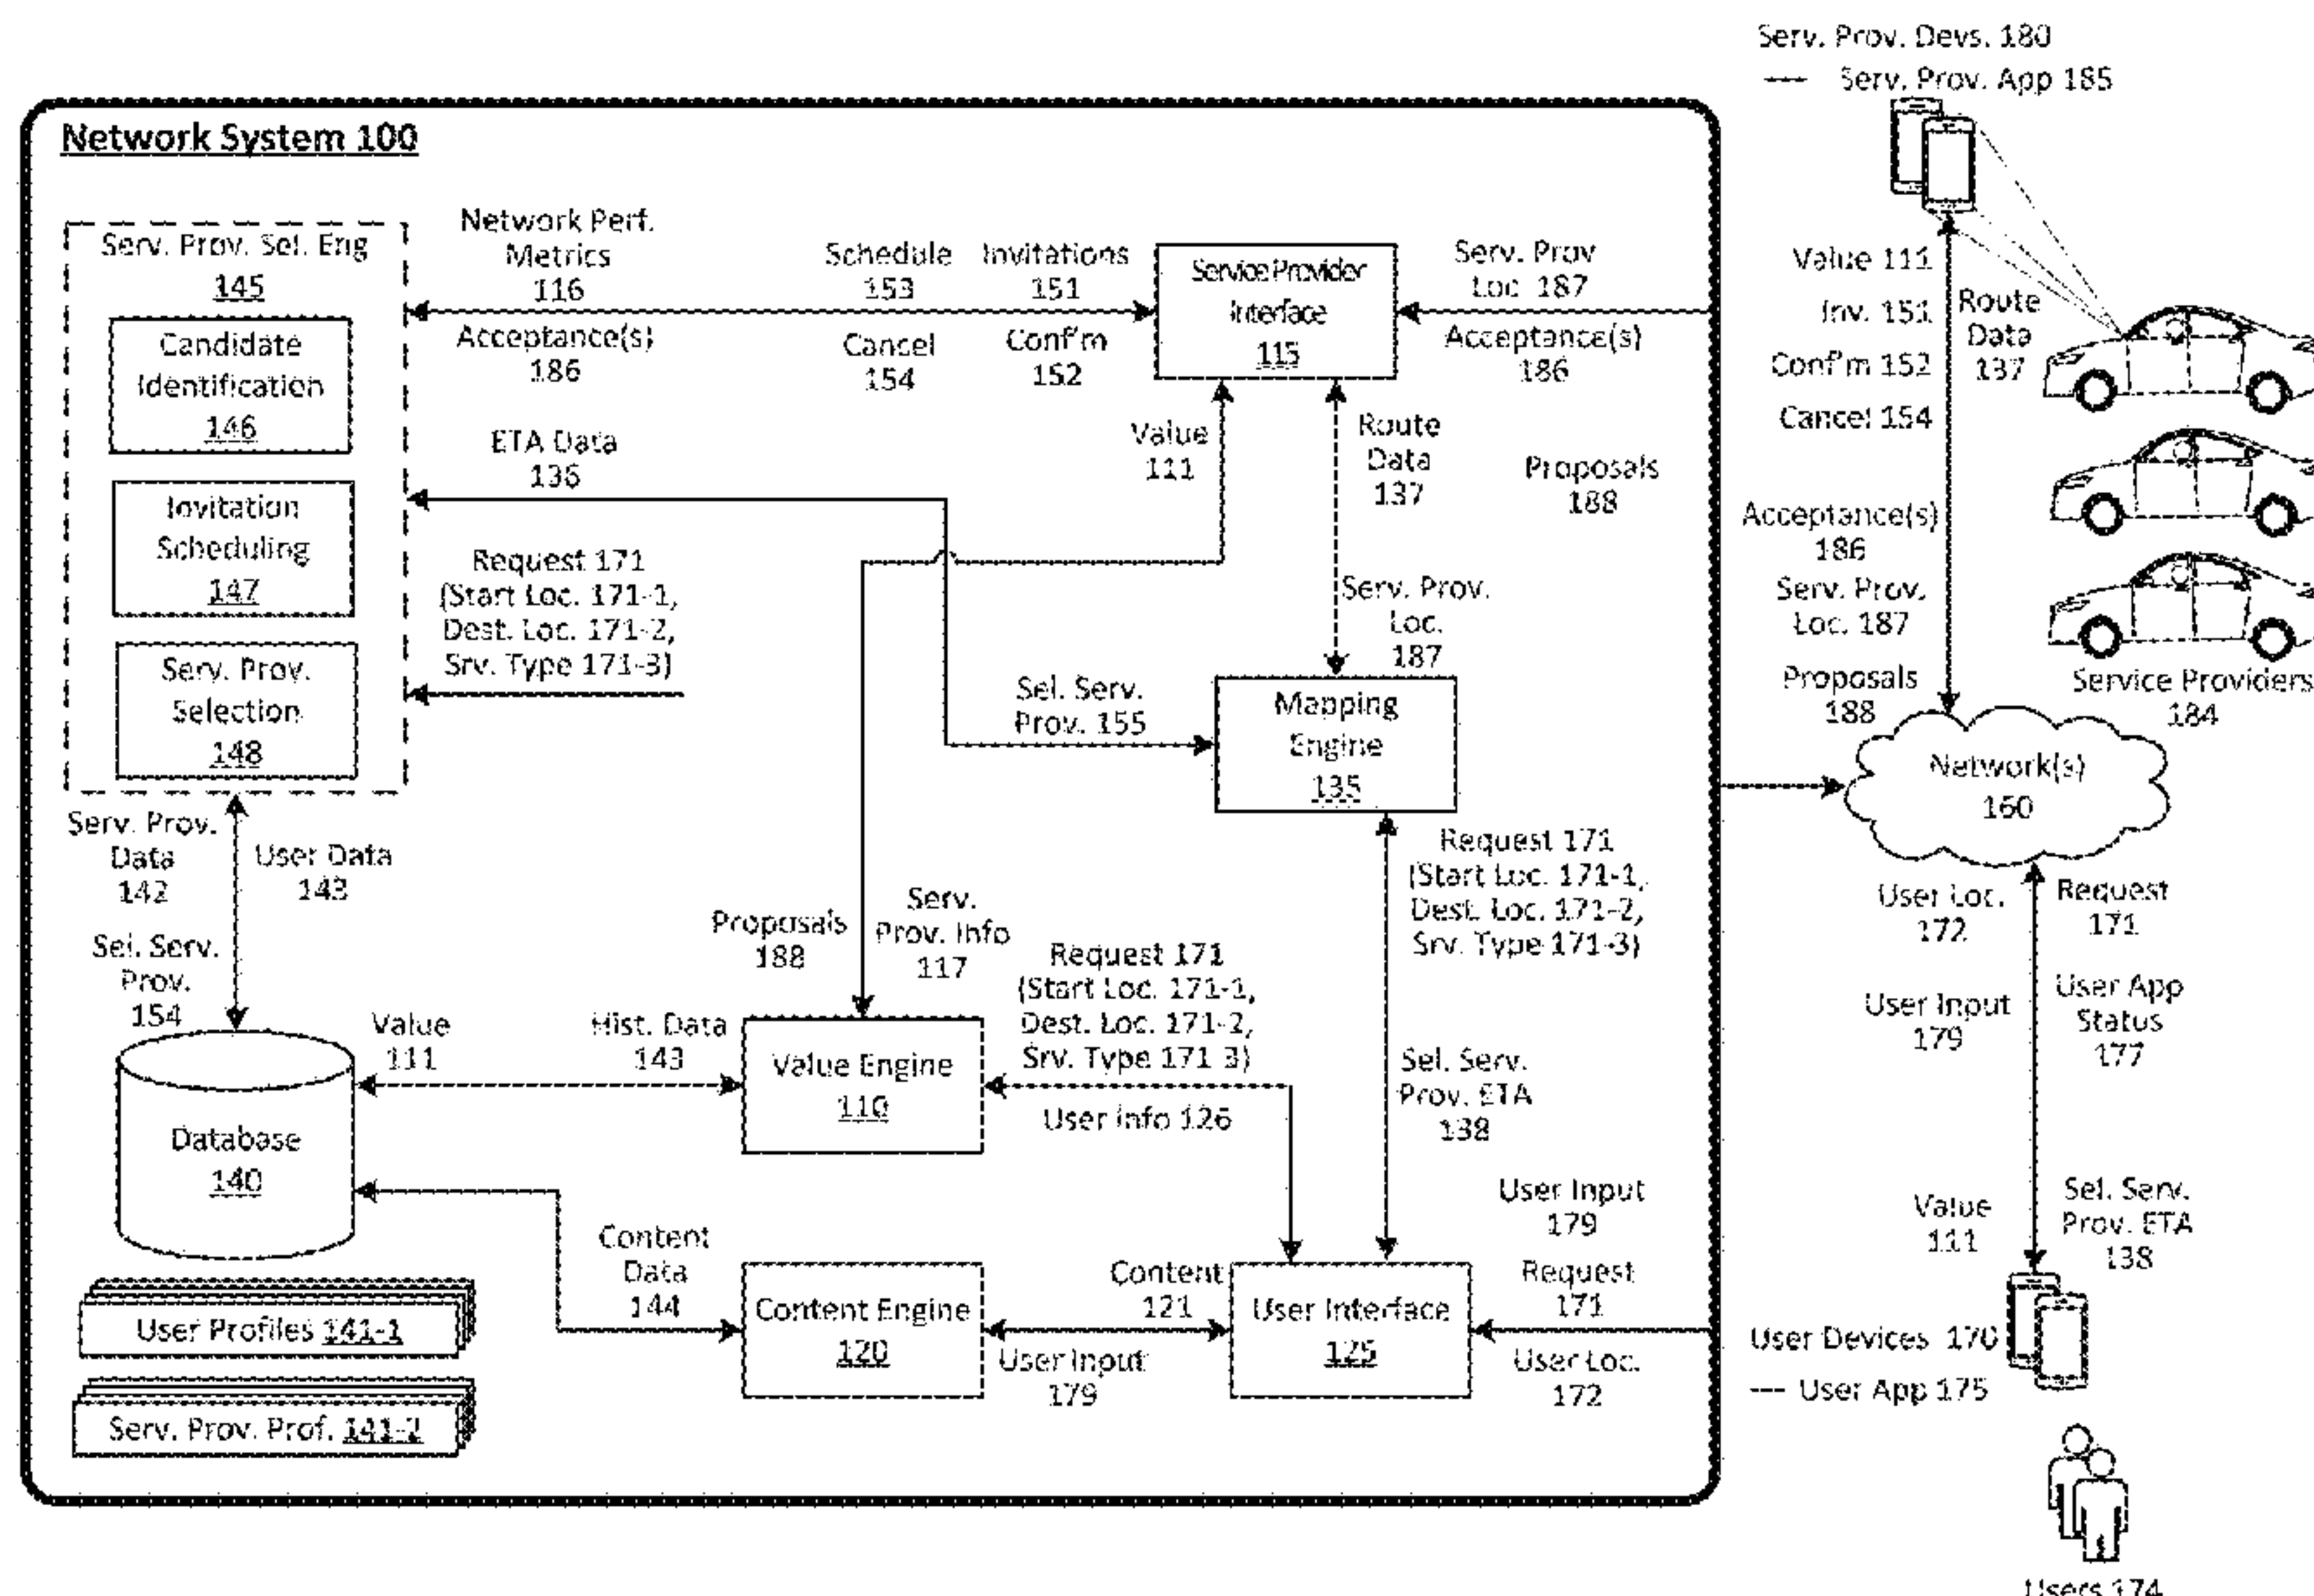 Serv. Prov. Devs. 180
Serv. Prov. App 185
Network System 100
Serv. Prov. Sel. Eng
145
Candidate
Identification
146
Invitation
Scheduling
147
Serv. Prov.
Selection
148
Network Perf.
Metrics
116
Acceptance(s)
186
Schedule
153
Cancel
154
Invitations
151
Conf'm
152
Service Provider
Interface
115
Serv. Prov
Loc 187
Acceptance(s)
186
Value 111
Inv. 151
Conf'm 152
Cancel 154
Route
Data
137
Acceptance(s)
186
Serv. Prov.
Loc. 187
Proposals
188
Service Providers
184
ETA Data
136
Value
111
Route
Data
137
Proposals
188
Request 171
(Start Loc. 171-1,
Dest. Loc. 171-2,
Srv. Type 171-3)
Serv. Prov.
Loc.
187
Sel. Serv.
Prov. 155
Mapping
Engine
135
Network(s)
160
Serv. Prov.
Data
142
User Data
143
Sel. Serv.
Prov.
154
Proposals
188
Serv.
Prov. Info
117
Request 171
(Start Loc. 171-1,
Dest. Loc. 171-2,
Srv. Type 171-3)
Request 171
(Start Loc. 171-1,
Dest. Loc. 171-2,
Srv. Type 171-3)
User Loc.
172
Request
171
User Input
179
User App
Status
177
Value
111
Hist. Data
143
Value Engine
110
User Info 126
Sel. Serv.
Prov. ETA
138
Database
140
Content
Data
144
Content Engine
120
Content
121
User Input
179
User Interface
125
User Input
179
Request
171
User Loc.
172
Value
111
Sel. Serv.
Prov. ETA
138
User Devices 170
User App 175
User Profiles 141-1
Serv. Prov. Prof. 141-2
Users 174